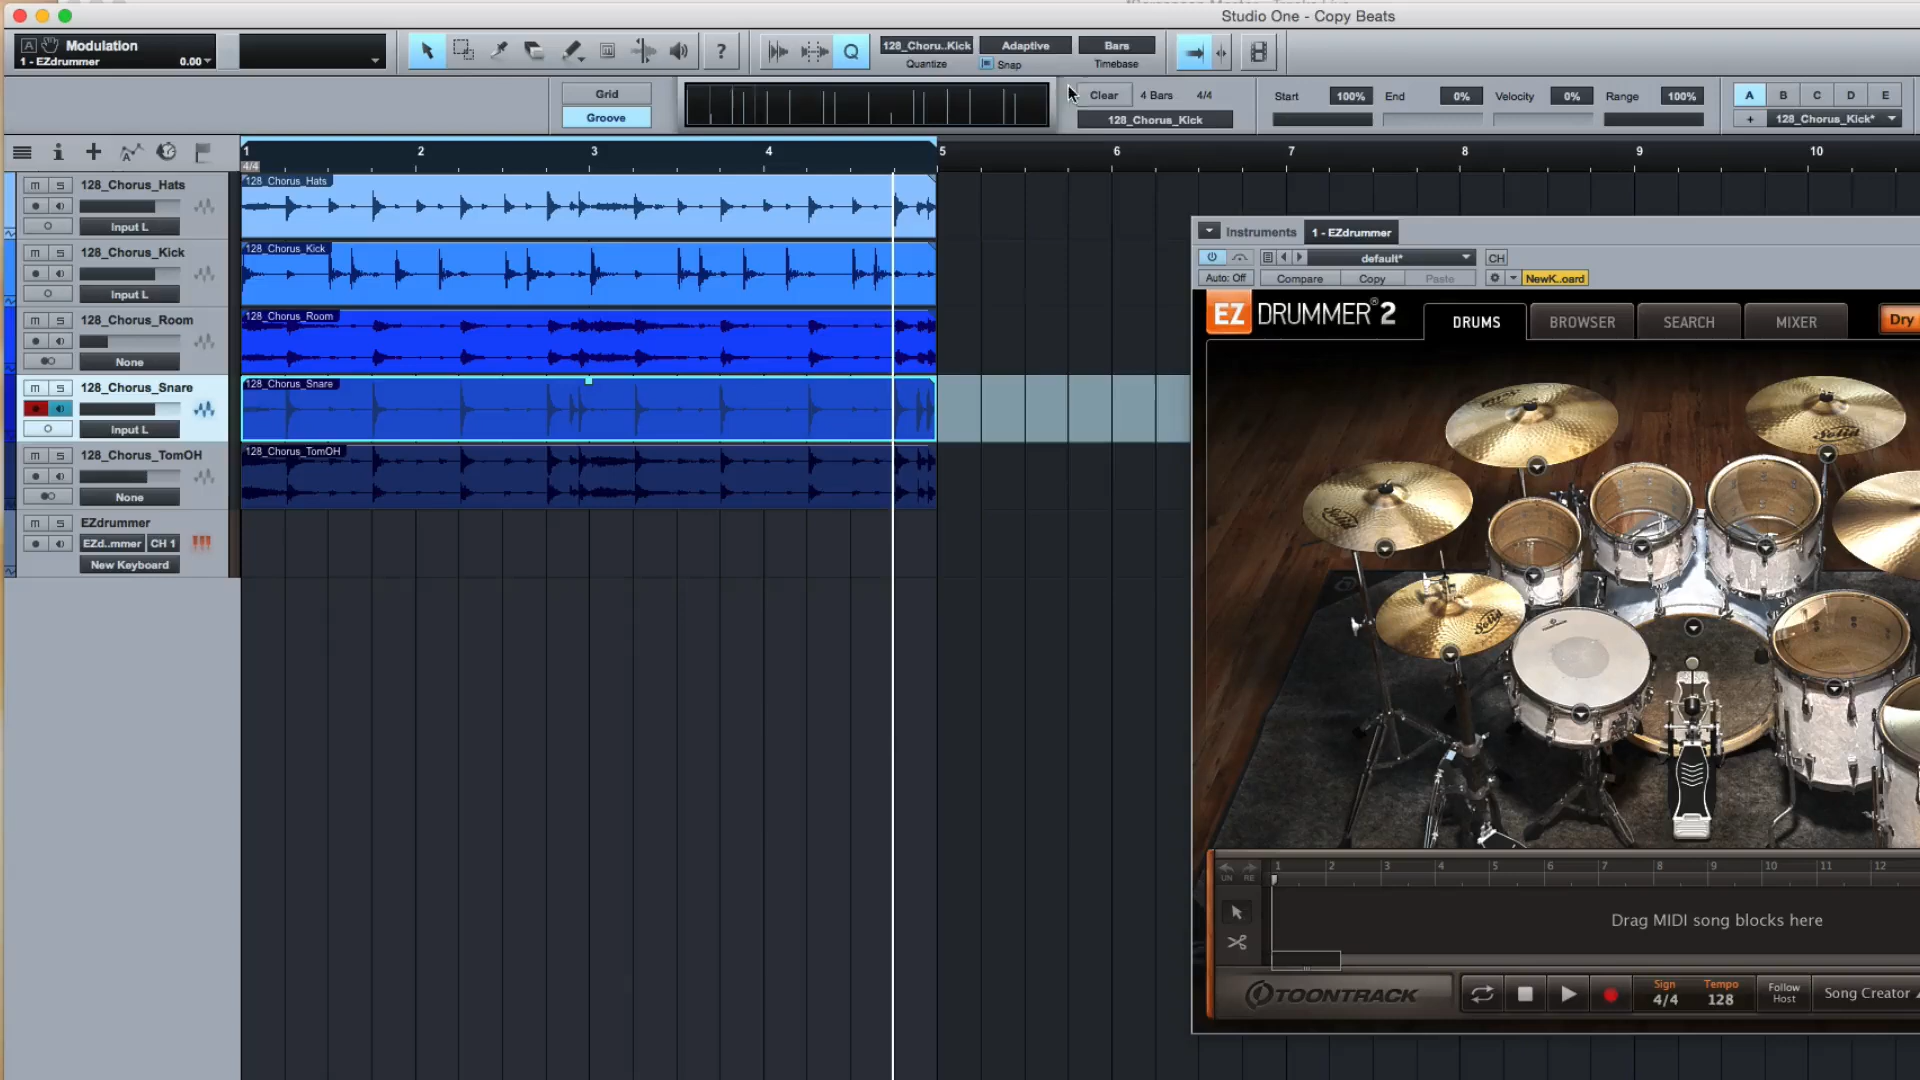 Studio One - Copy Beats
A Modulation
1 - EZdrummer 0.00
?
Q
128_Choru..Kick Adaptive Bars
Quantize Snap Timebase
Grid
Groove
Clear 4 Bars 4/4
128_Chorus_Kick
Start 100% End 0% Velocity 0% Range 100%
A B C D E
+ 128_Chorus_Kick*
1 2 3 4 5 6 7 8 9 10
4/4
m s 128_Chorus_Hats
Input L
128_Chorus_Hats
m s 128_Chorus_Kick
Input L
128_Chorus_Kick
m s 128_Chorus_Room
None
128_Chorus_Room
m s 128_Chorus_Snare
Input L
128_Chorus_Snare
m s 128_Chorus_TomOH
None
128_Chorus_TomOH
m s EZdrummer
EZd..mmer CH 1
New Keyboard
Instruments 1 - EZdrummer
default* CH
Auto: Off Compare Copy Paste NewK..oard
EZ DRUMMER® 2
DRUMS BROWSER SEARCH MIXER Dry
Solid
Solid
UN RE
1 2 3 4 5 6 7 8 9 10 11 12
Drag MIDI song blocks here
TOONTRACK
Sign Tempo
4/4 128
Follow
Host
Song Creator